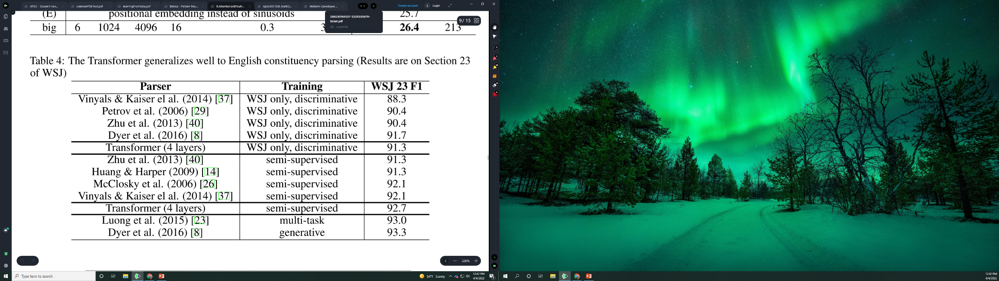 APSC - Student Han...
colemanPDEText.pdf
learningFromData.pdf
Bishop - Pattern Rec...
9.AttentionIsAllYouN...
ApSc607_608_MathC...
Midterm-ZaneBayer...
7
Create account
Login
299230184537-3206335879-
ticket.pdf
Local File
9/ 15
(E) positional embedding instead of sinusoids 25.7
big 6 1024 4096 16 0.3 3 26.4 213
Table 4: The Transformer generalizes well to English constituency parsing (Results are on Section 23
of WSJ)
Parser Training WSJ 23 F1
Vinyals & Kaiser el al. (2014) [37] WSJ only, discriminative 88.3
Petrov et al. (2006) [29] WSJ only, discriminative 90.4
Zhu et al. (2013) [40] WSJ only, discriminative 90.4
Dyer et al. (2016) [8] WSJ only, discriminative 91.7
Transformer (4 layers) WSJ only, discriminative 91.3
Zhu et al. (2013) [40] semi-supervised 91.3
Huang & Harper (2009) [14] semi-supervised 91.3
McClosky et al. (2006) [26] semi-supervised 92.1
Vinyals & Kaiser el al. (2014) [37] semi-supervised 92.1
Transformer (4 layers) semi-supervised 92.7
Luong et al. (2015) [23] multi-task 93.0
Dyer et al. (2016) [8] generative 93.3
228%
Type here to search
54°F Sunny
12:42 PM
4/4/2022
12:42 PM
4/4/2022